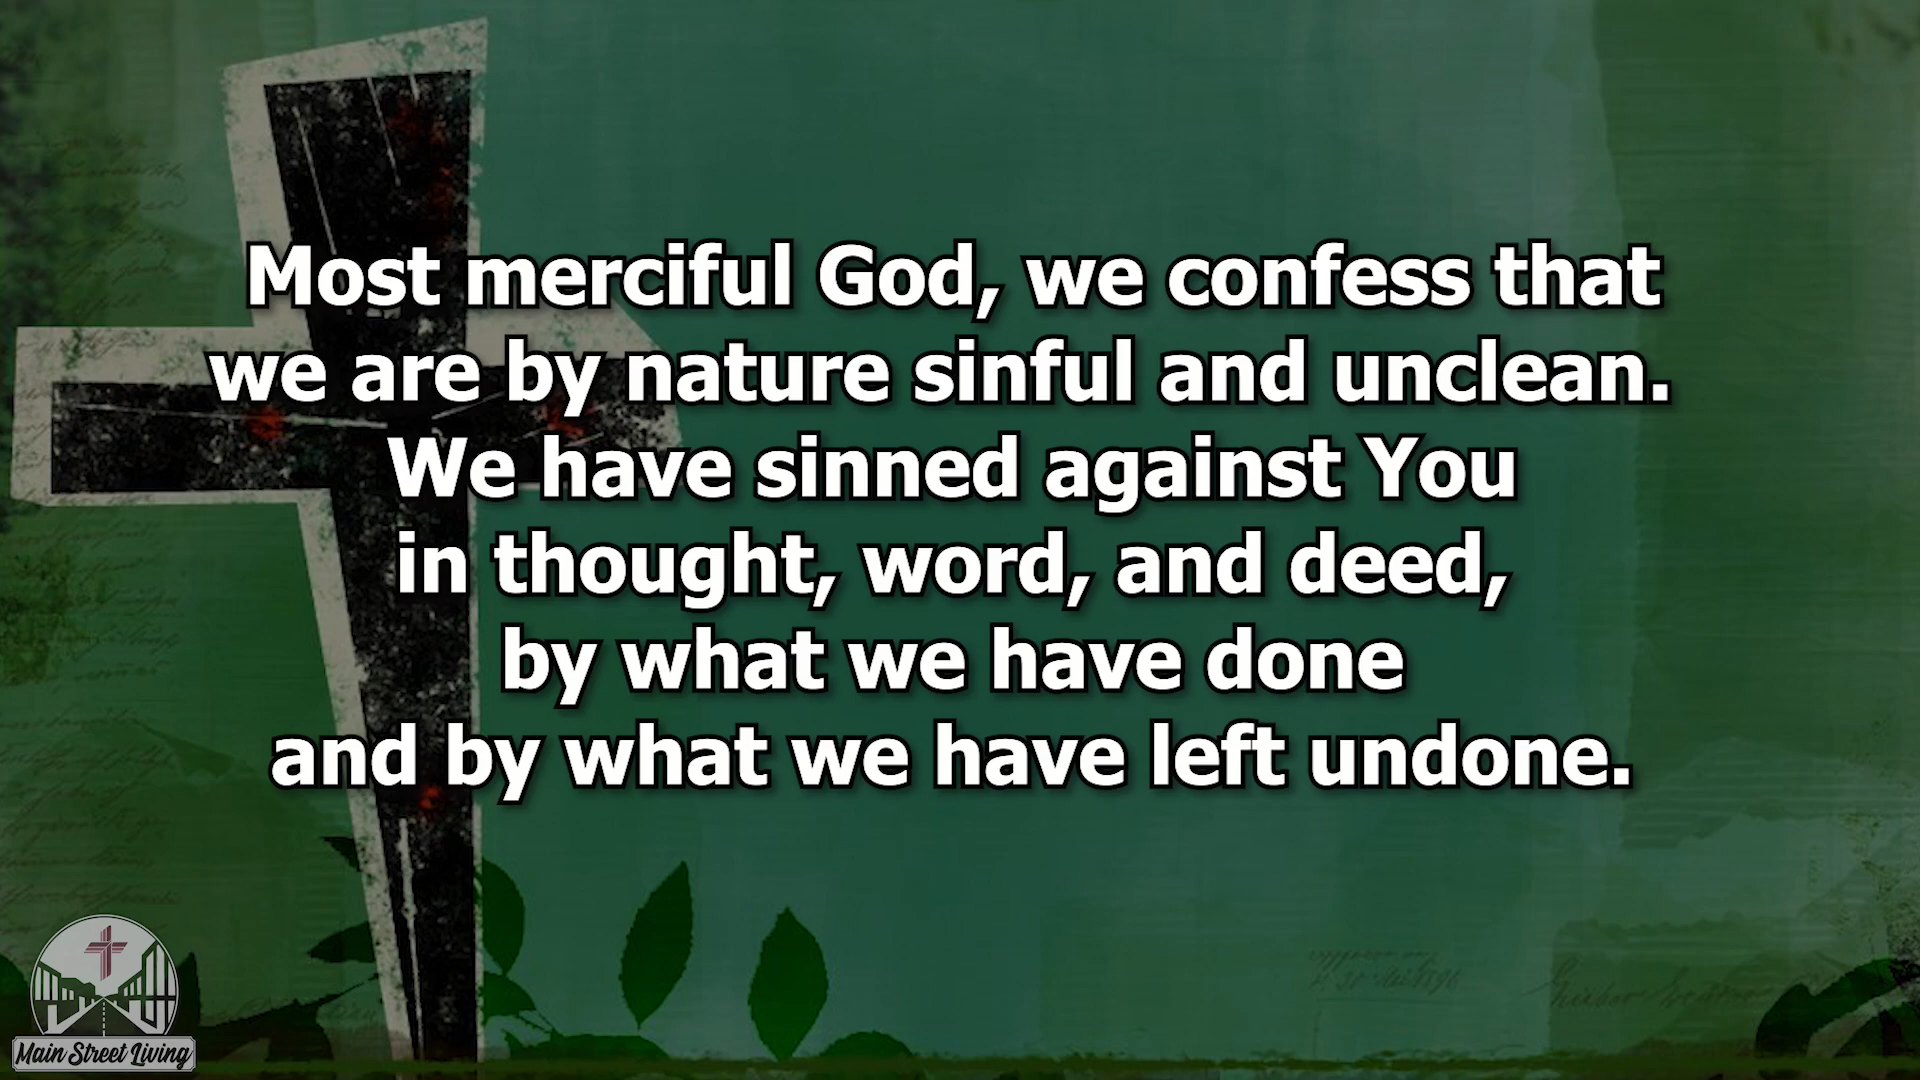 Most merciful God, we confess that
we are by nature sinful and unclean.
We have sinned against You
in thought, word, and deed,
by what we have done
and by what we have left undone.
Main Street Living